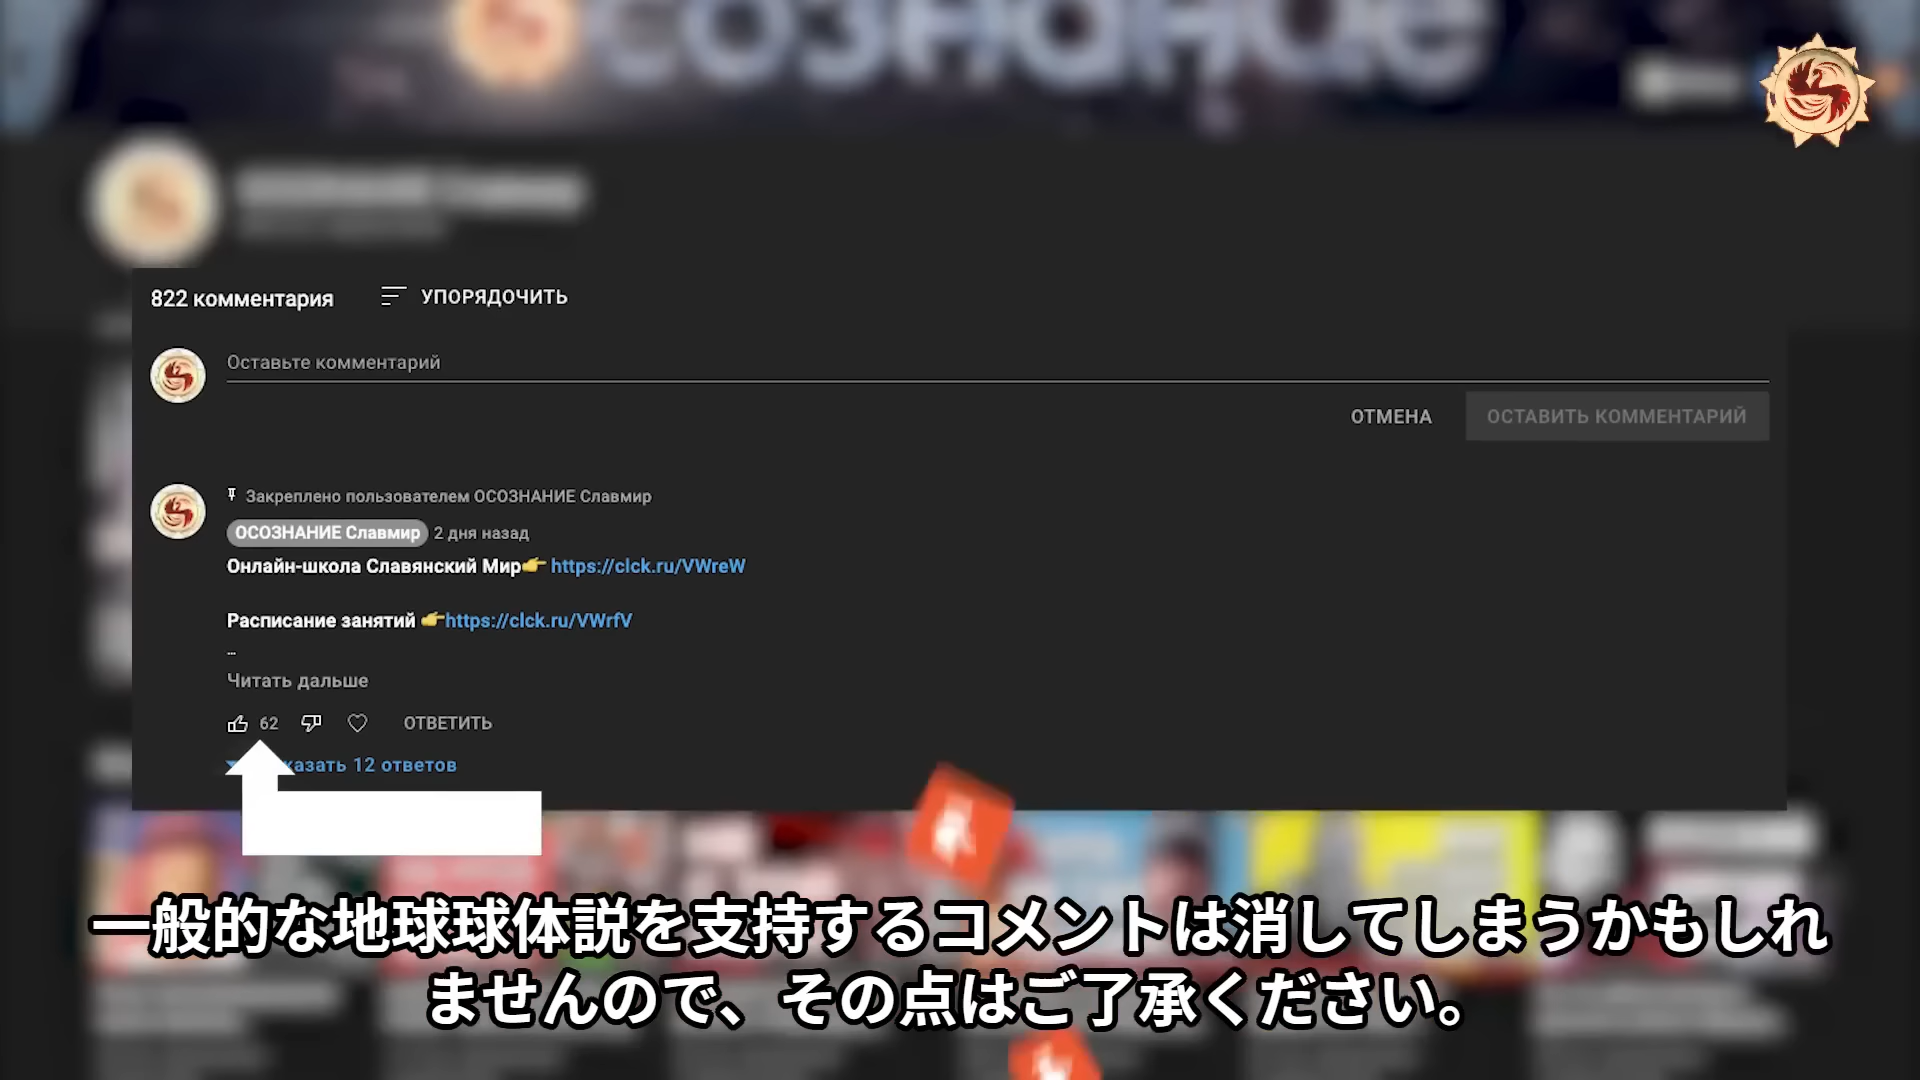 сознание
822 комментария УПОРЯДОЧИТЬ
Оставьте комментарий
ОТМЕНА ОСТАВИТЬ КОММЕНТАРИЙ
Закреплено пользователем ОСОЗНАНИЕ Славмир
ОСОЗНАНИЕ Славмир 2 дня назад
Онлайн-школа Славянский Мир👉 https://clck.ru/VWreW
Расписание занятий 👉https://clck.ru/VWrfV
...
Читать дальше
62 ОТВЕТИТЬ
казать 12 ответов
一般的な地球球体説を支持するコメントは消してしまうかもしれ
ませんので、その点はご了承ください。